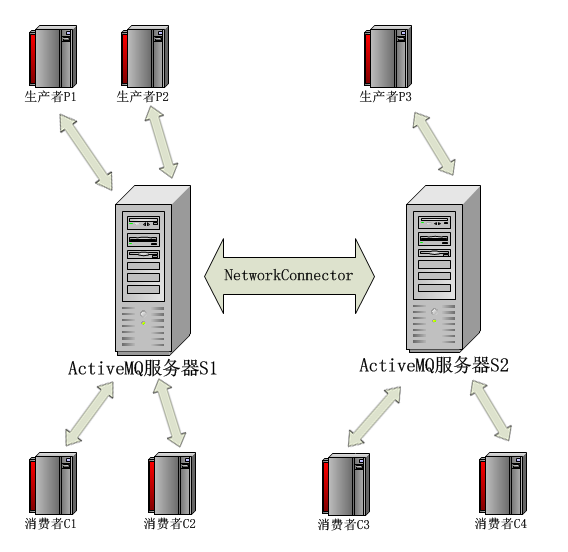 生产者P1
生产者P2
生产者P3
NetworkConnector
ActiveMQ服务器S1
ActiveMQ服务器S2
消费者C1
消费者C2
消费者C3
消费者C4